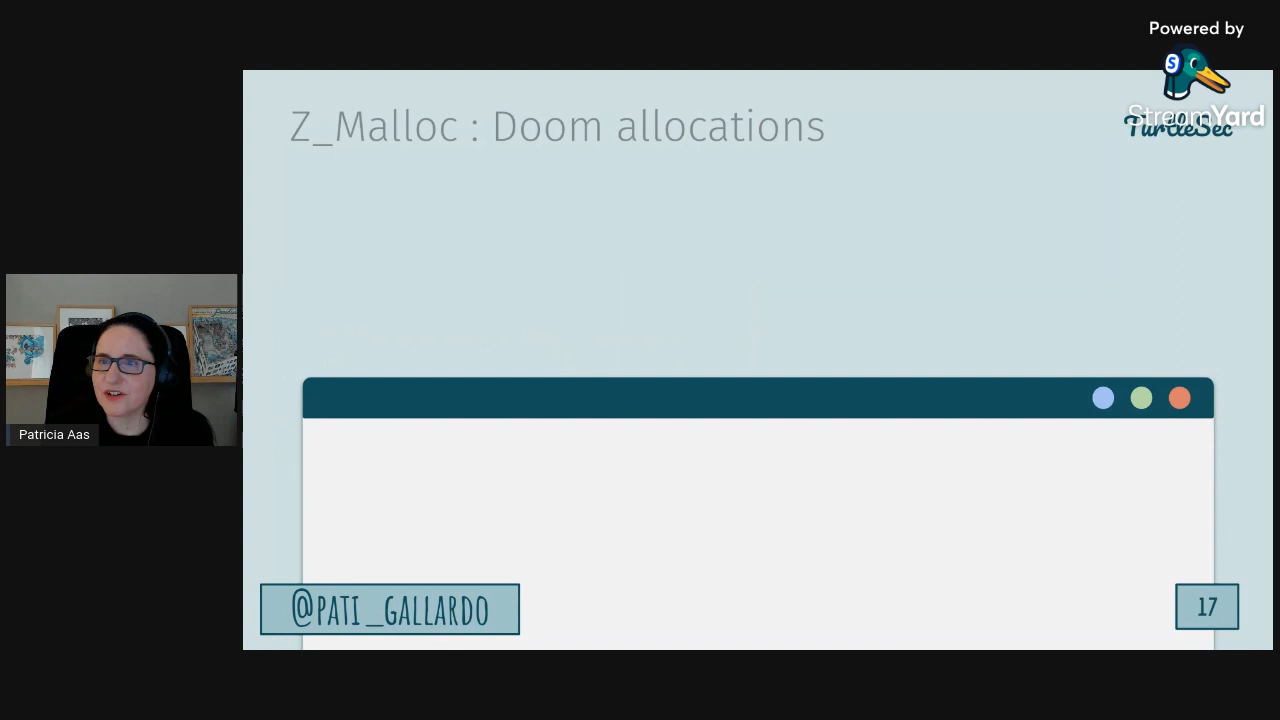 Powered by
S
StreamYard
TurtleSec
Z_Malloc : Doom allocations
Patricia Aas
@PATI_GALLARDO
17